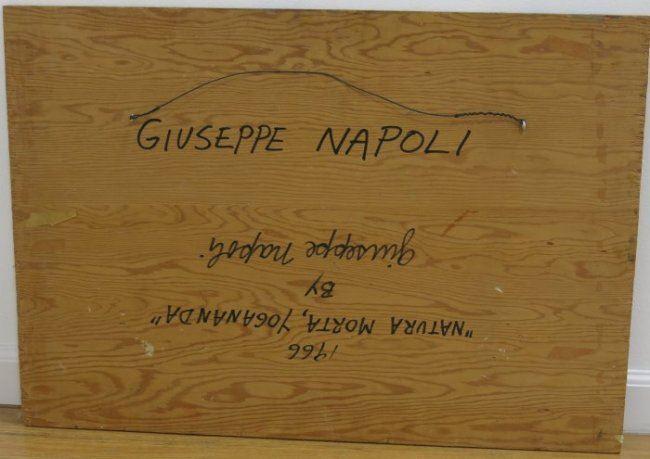 GIUSEPPE NAPOLI
1966
"NATURA MORTA, YOGANANDA"
BY
giuseppe napoli